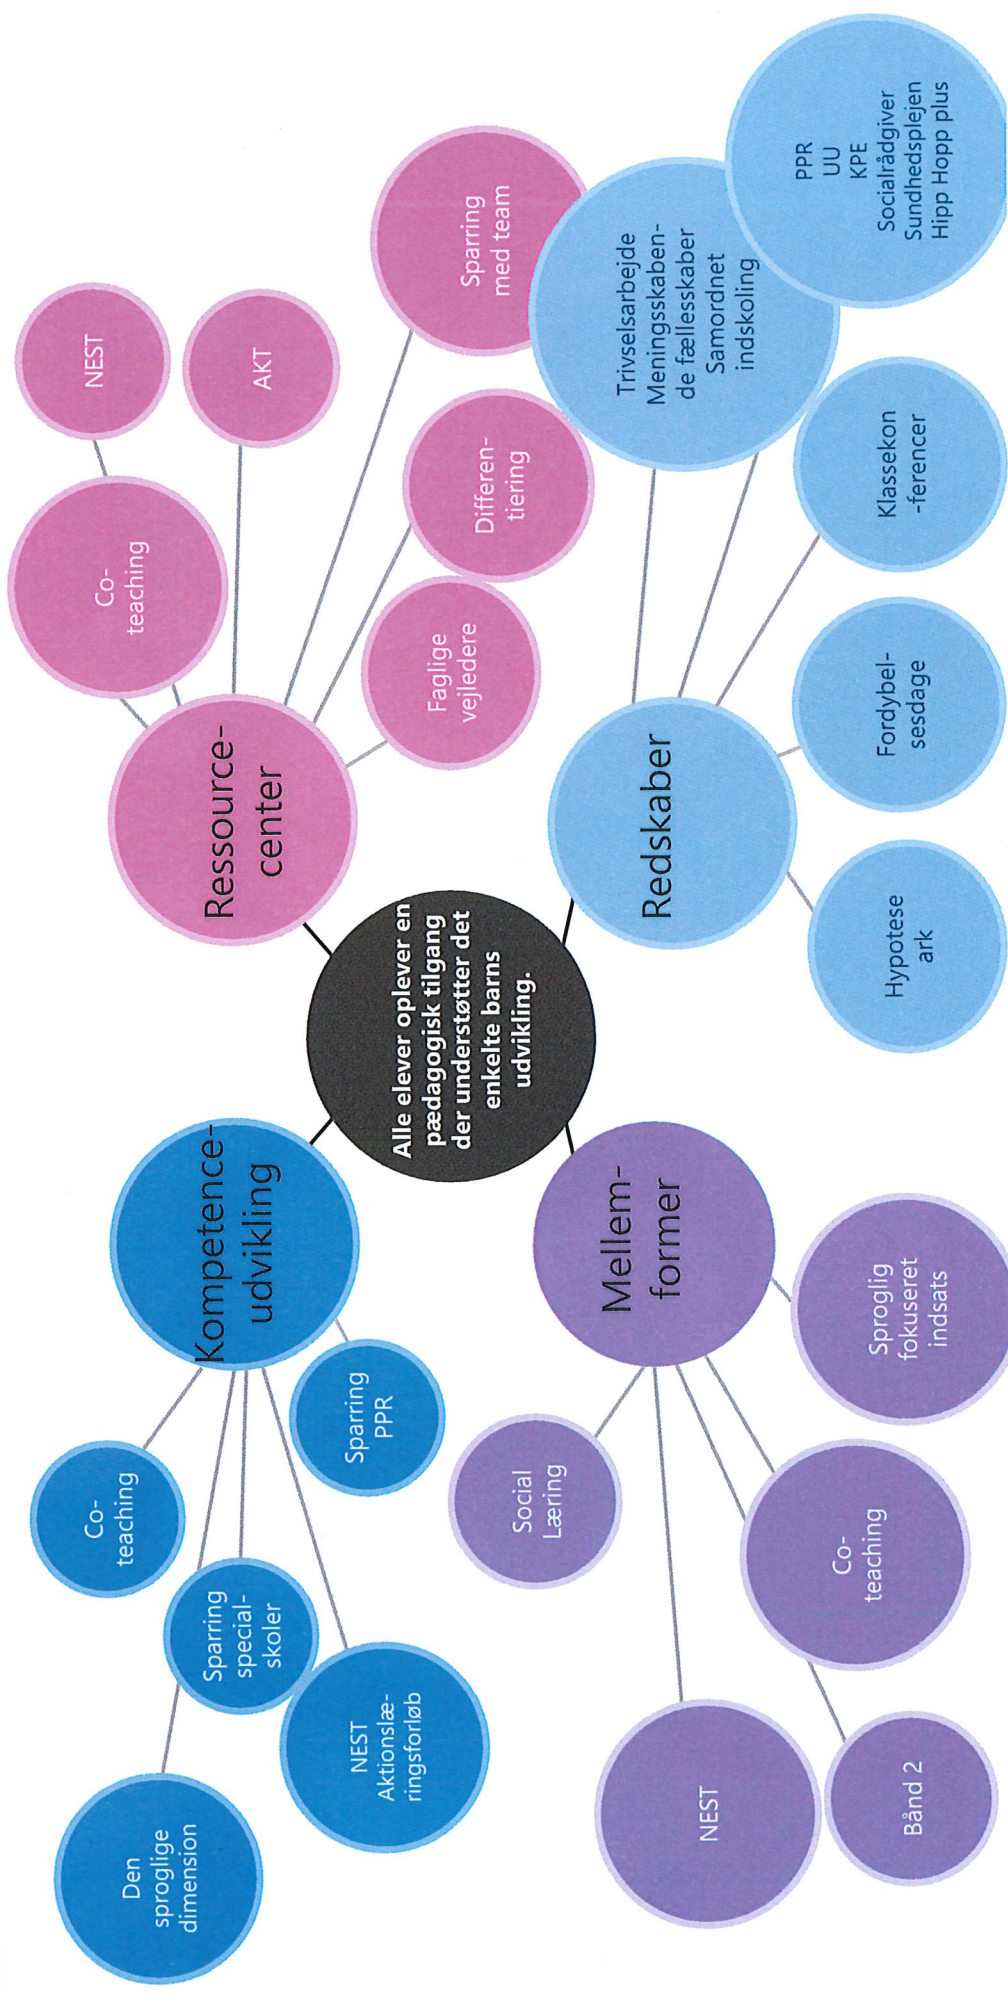 Alle elever oplever en
pædagogisk tilgang
der understøtter det
enkelte barns
udvikling.
Kompetence-
udvikling
Den
sproglige
dimension
Co-
teaching
Sparring
special-
skoler
NEST
Aktionslæ-
ringsforløb
Sparring
PPR
Ressource-
center
Co-
teaching
NEST
AKT
Sparring
med team
Differen-
tiering
Faglige
vejledere
Mellem-
former
Social
Læring
NEST
Bånd 2
Co-
teaching
Sproglig
fokuseret
indsats
Redskaber
Hypotese
ark
Fordybel-
sesdage
Klassekon
-ferencer
Trivselsarbejde
Meningsskaben-
de fællesskaber
Samordnet
indskoling
PPR
UU
KPE
Socialrådgiver
Sundhedsplejen
Hipp Hopp plus